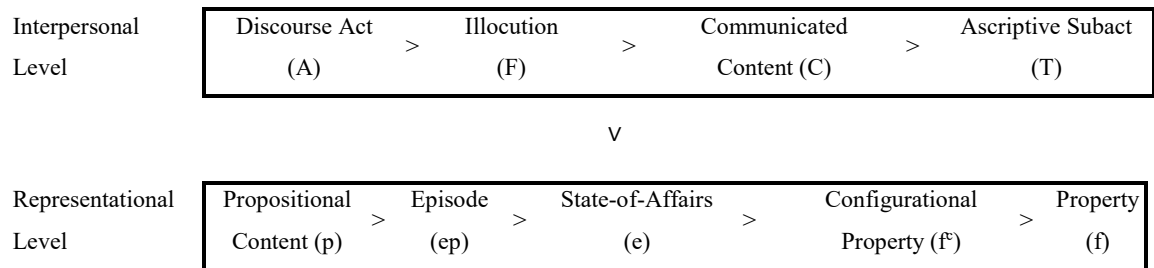 Interpersonal Discourse Act > Illocution > Communicated > Ascriptive Subact
Level (A) (F) Content (C) (T)
>
Representational Propositional > Episode > State-of-Affairs > Configurational > Property
Level Content (p) (ep) (e) Property (fᶜ) (f)